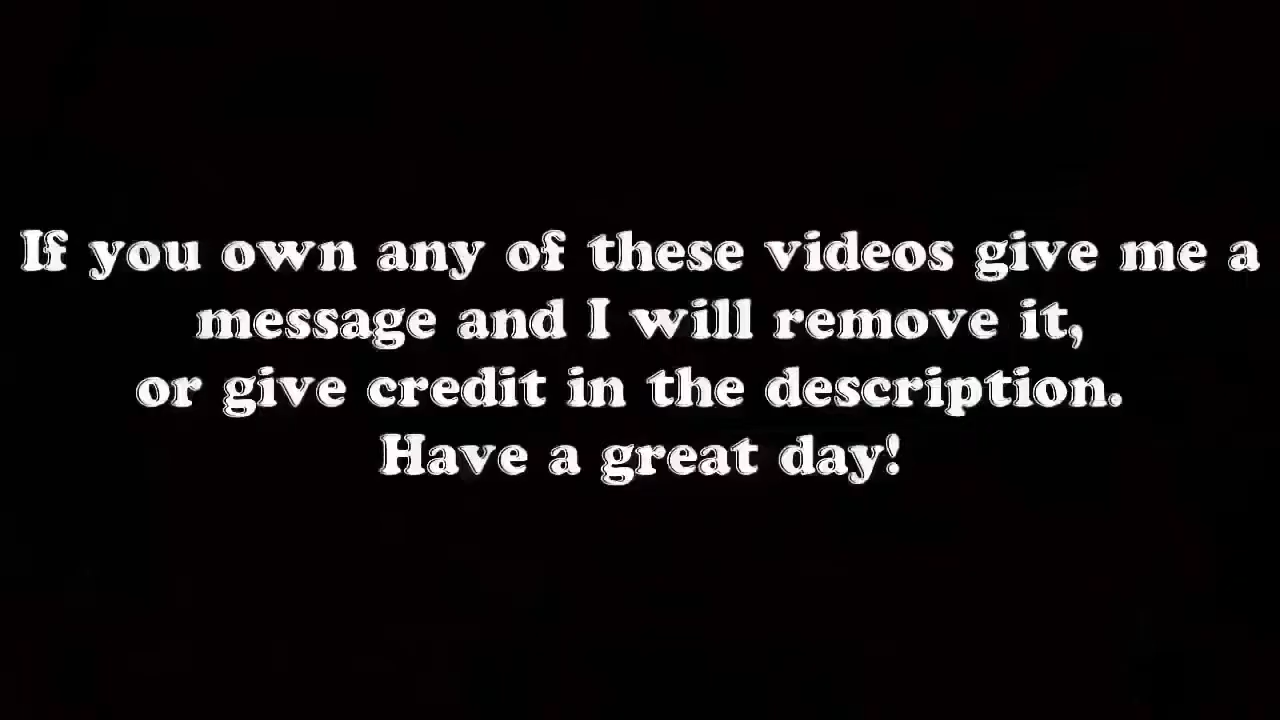 If you own any of these videos give me a
message and I will remove it,
or give credit in the description.
Have a great day!